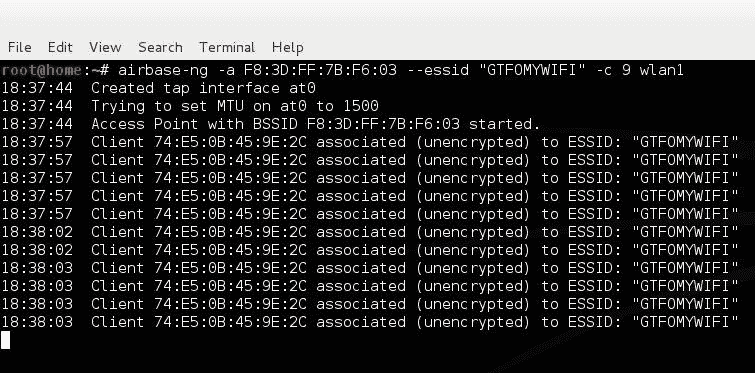 File Edit View Search Terminal Help
root@home:~# airbase-ng -a F8:3D:FF:7B:F6:03 --essid "GTFOMYWIFI" -c 9 wlan1
18:37:44  Created tap interface at0
18:37:44  Trying to set MTU on at0 to 1500
18:37:44  Access Point with BSSID F8:3D:FF:7B:F6:03 started.
18:37:57  Client 74:E5:0B:45:9E:2C associated (unencrypted) to ESSID: "GTFOMYWIFI"
18:37:57  Client 74:E5:0B:45:9E:2C associated (unencrypted) to ESSID: "GTFOMYWIFI"
18:37:57  Client 74:E5:0B:45:9E:2C associated (unencrypted) to ESSID: "GTFOMYWIFI"
18:37:57  Client 74:E5:0B:45:9E:2C associated (unencrypted) to ESSID: "GTFOMYWIFI"
18:37:57  Client 74:E5:0B:45:9E:2C associated (unencrypted) to ESSID: "GTFOMYWIFI"
18:38:02  Client 74:E5:0B:45:9E:2C associated (unencrypted) to ESSID: "GTFOMYWIFI"
18:38:02  Client 74:E5:0B:45:9E:2C associated (unencrypted) to ESSID: "GTFOMYWIFI"
18:38:03  Client 74:E5:0B:45:9E:2C associated (unencrypted) to ESSID: "GTFOMYWIFI"
18:38:03  Client 74:E5:0B:45:9E:2C associated (unencrypted) to ESSID: "GTFOMYWIFI"
18:38:03  Client 74:E5:0B:45:9E:2C associated (unencrypted) to ESSID: "GTFOMYWIFI"
18:38:03  Client 74:E5:0B:45:9E:2C associated (unencrypted) to ESSID: "GTFOMYWIFI"